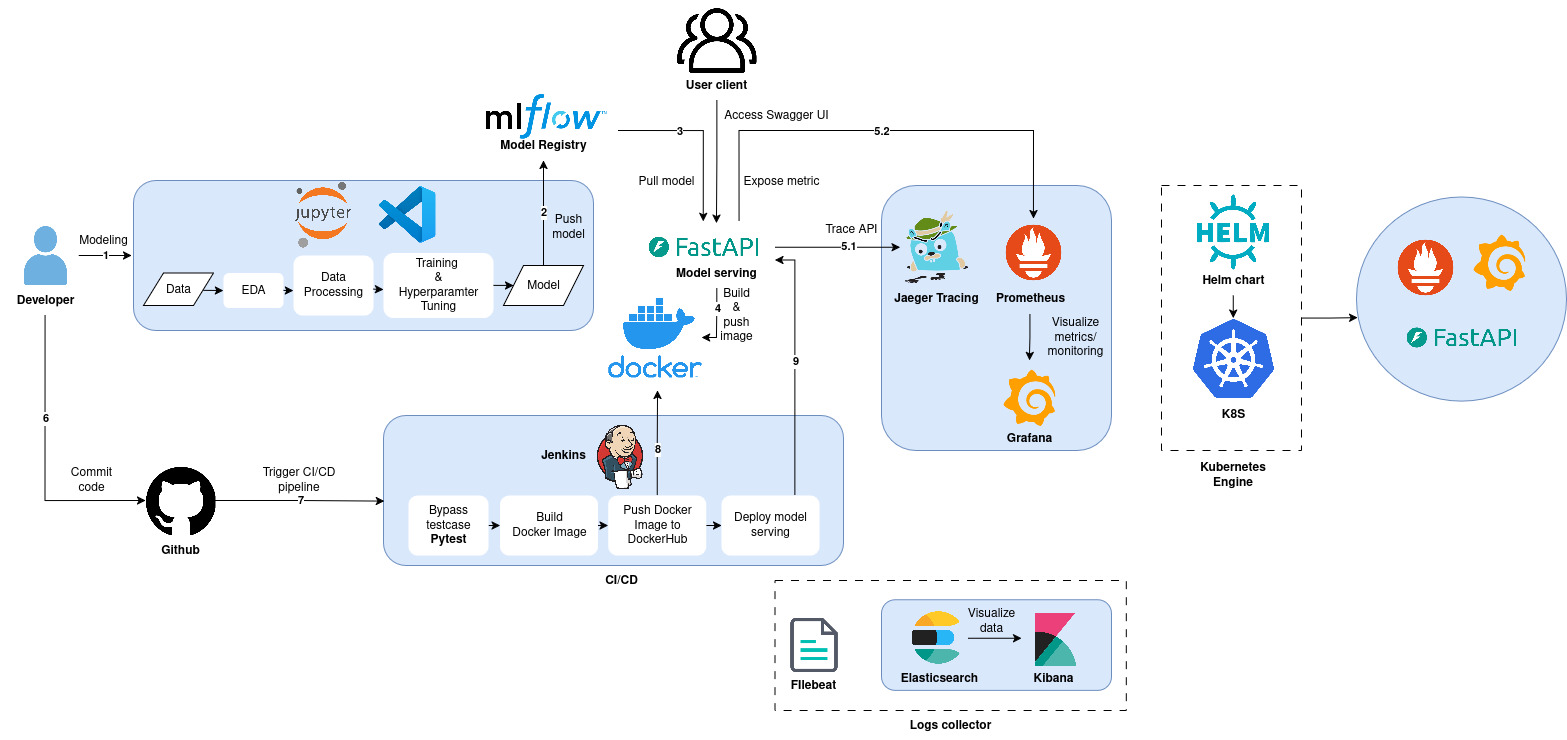 User client
Access Swagger UI
mlflow™
Model Registry
3
5.2
Pull model
Expose metric
jupyter
2
Push
model
Modeling
1
Developer
Data
EDA
Data
Processing
Training
&
Hyperparamter
Tuning
Model
FastAPI
Model serving
Trace API
5.1
Build
4
&
push
image
docker
9
Jaeger Tracing
Prometheus
Visualize
metrics/
monitoring
Grafana
HELM
Helm chart
K8S
Kubernetes
Engine
FastAPI
6
Commit
code
Github
Trigger CI/CD
pipeline
7
Jenkins
8
Bypass
testcase
Pytest
Build
Docker Image
Push Docker
Image to
DockerHub
Deploy model
serving
CI/CD
FIlebeat
Elasticsearch
Visualize
data
Kibana
Logs collector